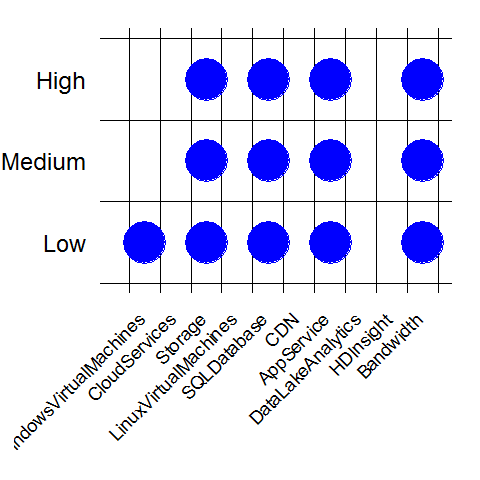 High
Medium
Low
ndowsVirtualMachines
CloudServices
Storage
LinuxVirtualMachines
SQLDatabase
CDN
AppService
DataLakeAnalytics
HDInsight
Bandwidth